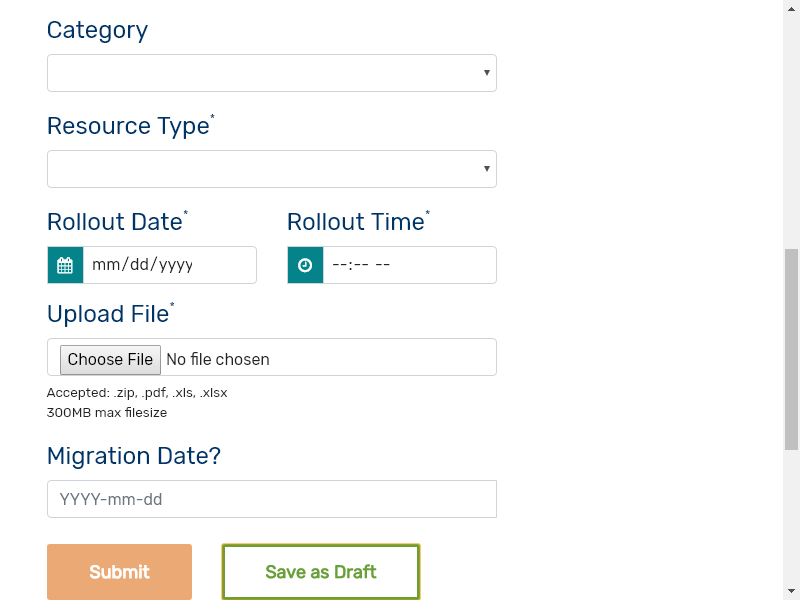 Category
Resource Type*
Rollout Date* Rollout Time*
mm/dd/yyyy --:-- --
Upload File*
Choose File No file chosen
Accepted: .zip, .pdf, .xls, .xlsx
300MB max filesize
Migration Date?
YYYY-mm-dd
Submit Save as Draft